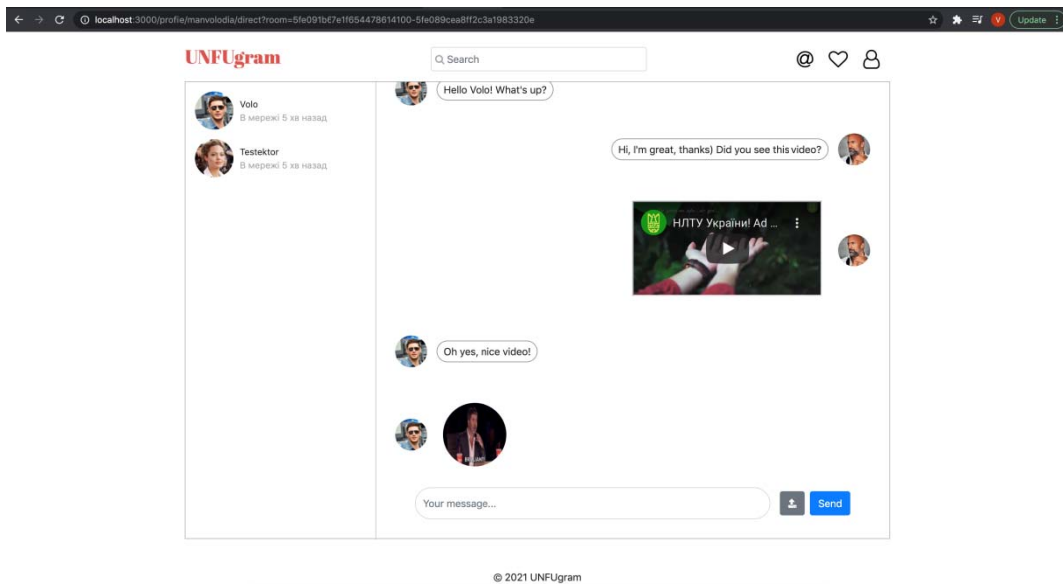 localhost:3000/profie/manvolodia/direct?room=5fe091b67e1f654478614100-5fe089cea8ff2c3a1983320e
V
Update
UNFUgram
Search
@
Volo
В мережі 5 хв назад
Testektor
В мережі 5 хв назад
Hello Volo! What's up?
Hi, I'm great, thanks) Did you see this video?
НЛТУ України! Ad ...
Oh yes, nice video!
Your message...
Send
© 2021 UNFUgram